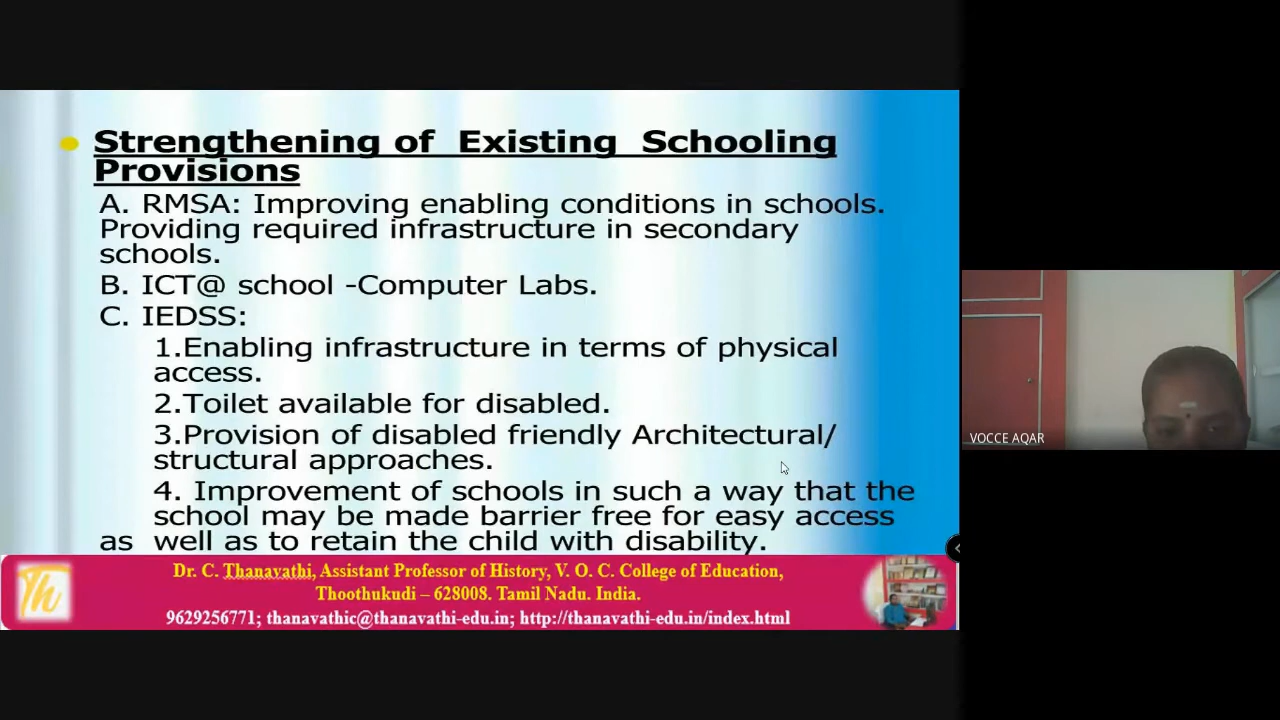 Strengthening of Existing Schooling
Provisions
A. RMSA: Improving enabling conditions in schools.
Providing required infrastructure in secondary
schools.
B. ICT@ school -Computer Labs.
C. IEDSS:
1.Enabling infrastructure in terms of physical
access.
2.Toilet available for disabled.
3.Provision of disabled friendly Architectural/
structural approaches.
4. Improvement of schools in such a way that the
school may be made barrier free for easy access
as well as to retain the child with disability.
Th
Dr. C. Thanavathi, Assistant Professor of History, V. O. C. College of Education,
Thoothukudi – 628008. Tamil Nadu. India.
9629256771; thanavathic@thanavathi-edu.in; http://thanavathi-edu.in/index.html
VOCCE AQAR